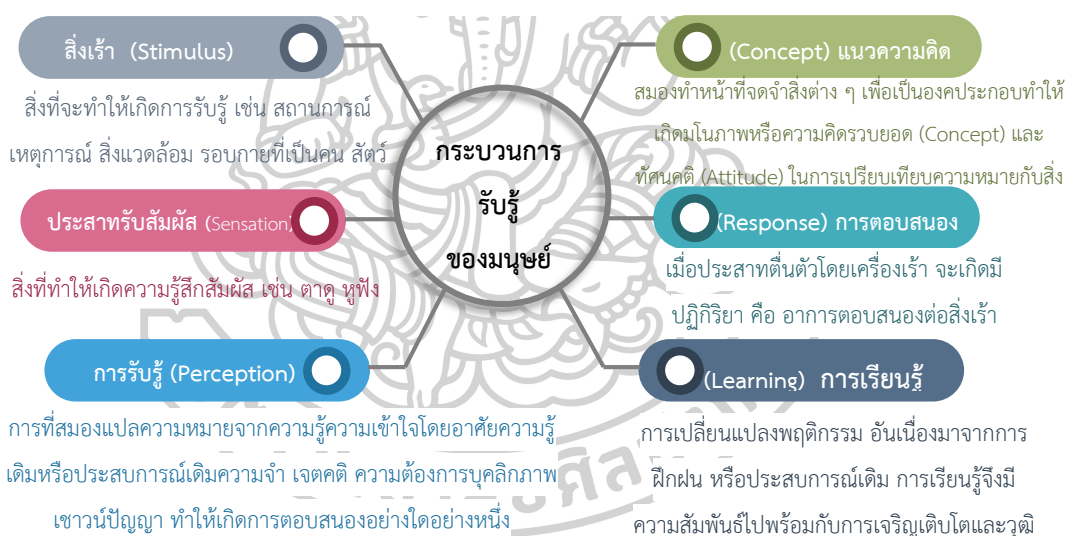 สิ่งเร้า (Stimulus)
สิ่งที่จะทำให้เกิดการรับรู้ เช่น สถานการณ์
เหตุการณ์ สิ่งแวดล้อม รอบกายที่เป็นคน สัตว์
ประสาทรับสัมผัส (Sensation)
สิ่งที่ทำให้เกิดความรู้สึกสัมผัส เช่น ตาดู หูฟัง
การรับรู้ (Perception)
การที่สมองแปลความหมายจากความรู้ความเข้าใจโดยอาศัยความรู้
เดิมหรือประสบการณ์เดิมความจำ เจตคติ ความต้องการบุคลิกภาพ
เชาวน์ปัญญา ทำให้เกิดการตอบสนองอย่างใดอย่างหนึ่ง
กระบวนการ
รับรู้
ของมนุษย์
(Concept) แนวความคิด
สมองทำหน้าที่จดจำสิ่งต่าง ๆ เพื่อเป็นองคประกอบทำให้
เกิดมโนภาพหรือความคิดรวบยอด (Concept) และ
ทัศนคติ (Attitude) ในการเปรียบเทียบความหมายกับสิ่ง
(Response) การตอบสนอง
เมื่อประสาทตื่นตัวโดยเครื่องเร้า จะเกิดมี
ปฏิกิริยา คือ อาการตอบสนองต่อสิ่งเร้า
(Learning) การเรียนรู้
การเปลี่ยนแปลงพฤติกรรม อันเนื่องมาจากการ
ฝึกฝน หรือประสบการณ์เดิม การเรียนรู้จึงมี
ความสัมพันธ์ไปพร้อมกับการเจริญเติบโตและวุฒิ